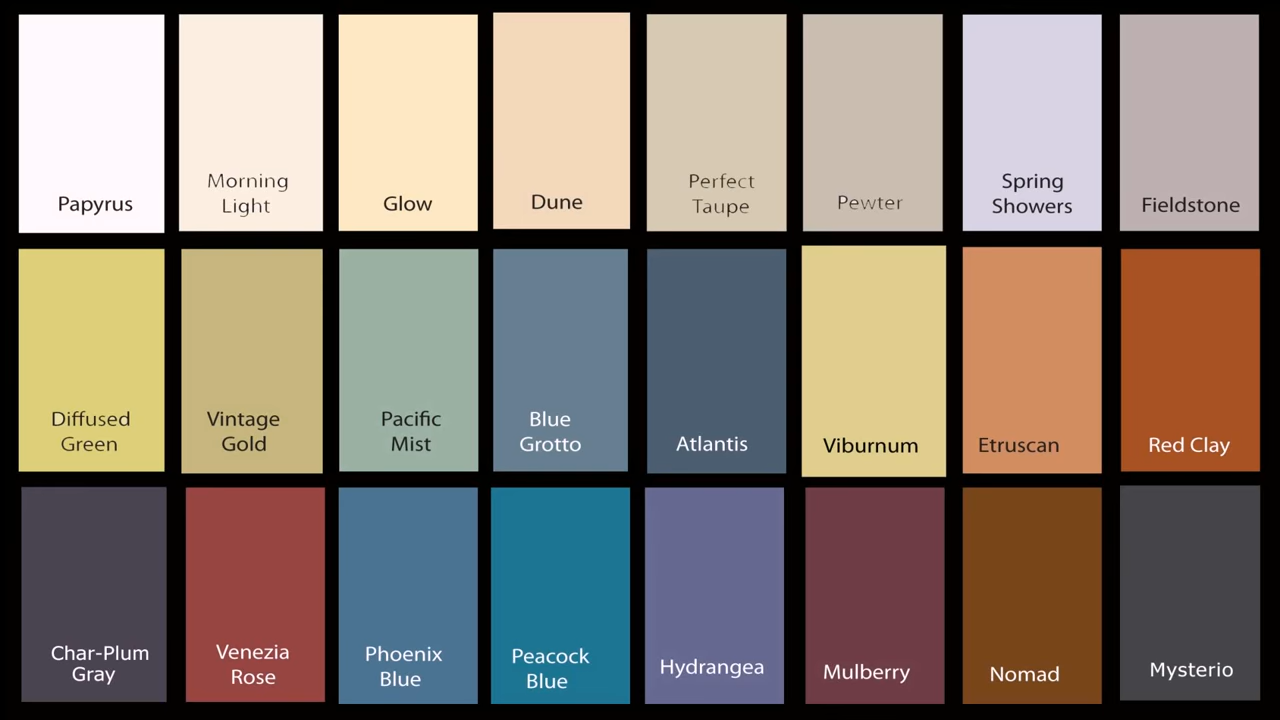 Papyrus
Morning
Light
Glow
Dune
Perfect
Taupe
Pewter
Spring
Showers
Fieldstone
Diffused
Green
Vintage
Gold
Pacific
Mist
Blue
Grotto
Atlantis
Viburnum
Etruscan
Red Clay
Char-Plum
Gray
Venezia
Rose
Phoenix
Blue
Peacock
Blue
Hydrangea
Mulberry
Nomad
Mysterio